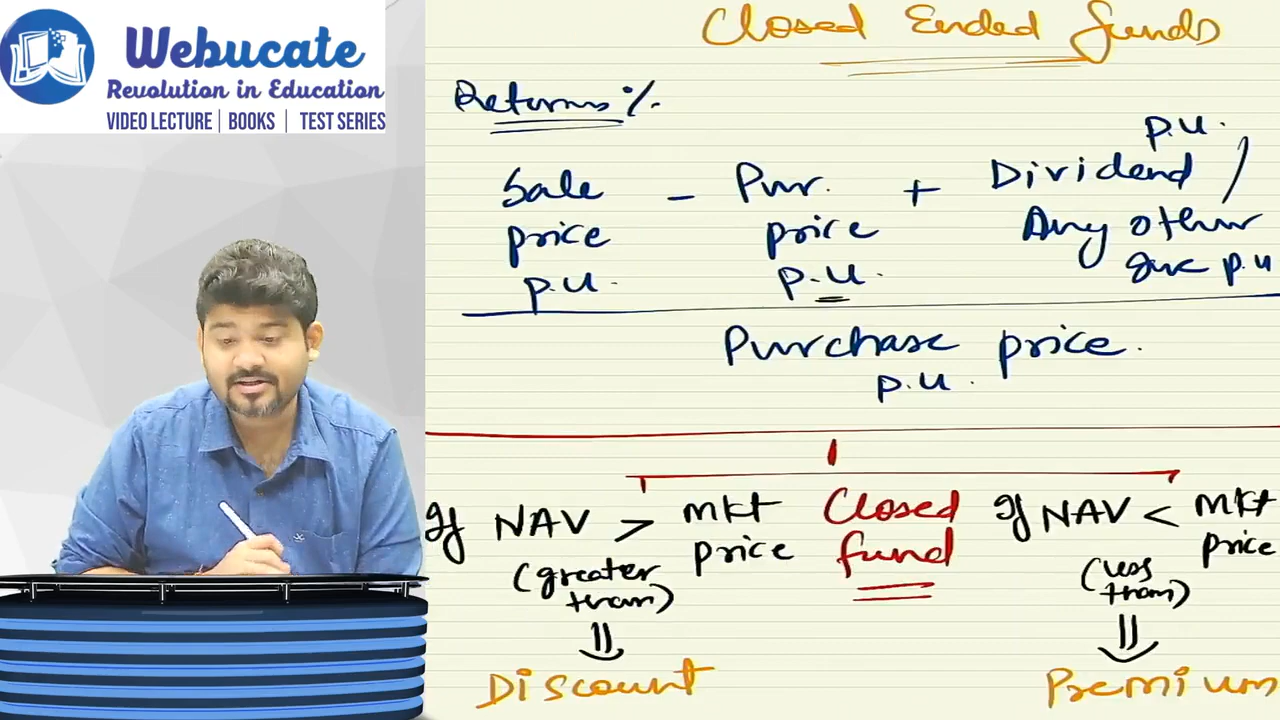 Webucate
Revolution in Education
VIDEO LECTURE | BOOKS | TEST SERIES
Closed Ended funds
Returns %.
Sale price p.u. - Pur. price p.u. + Dividend p.u. / Any other p.u
Purchase price.
p.u.
If NAV > mkt price
(greater than)
Discount
Closed fund
If NAV < mkt price
(less than)
Premium